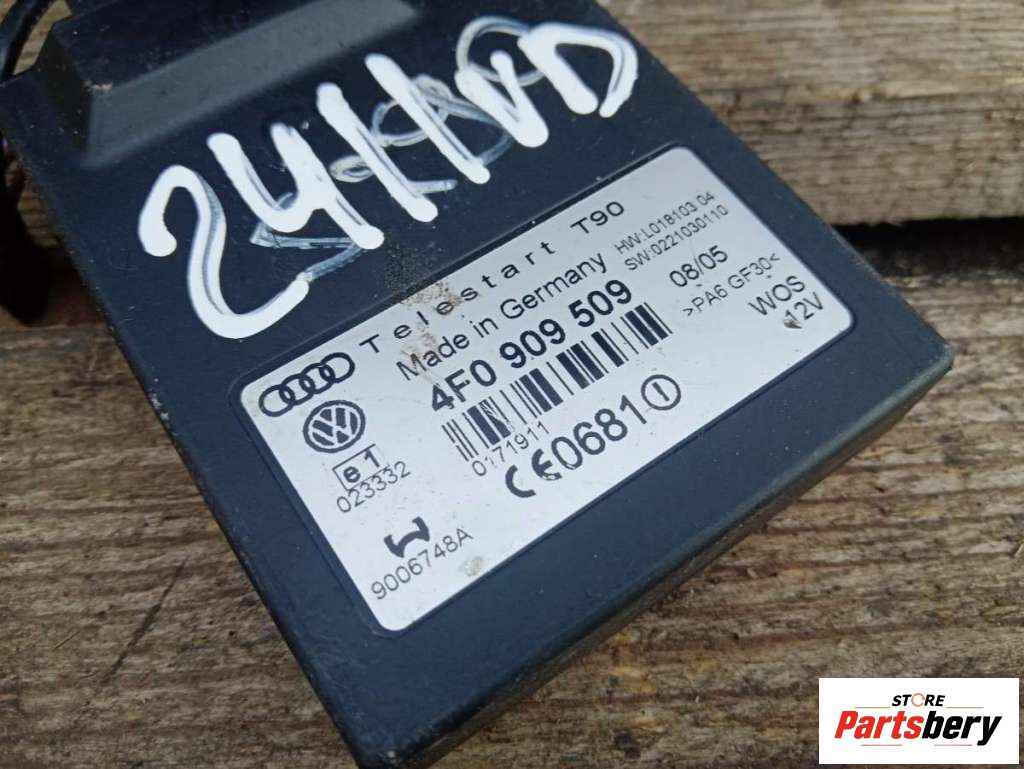 24HVD
Telestart T90
Made in Germany
HW:L018103 04
SW:0221030110
4F0 909 509
08/05
>PA6 GF30<
0171911
WOS
12V
e1
023332
CE0681
9006748A
STORE
Partsbery